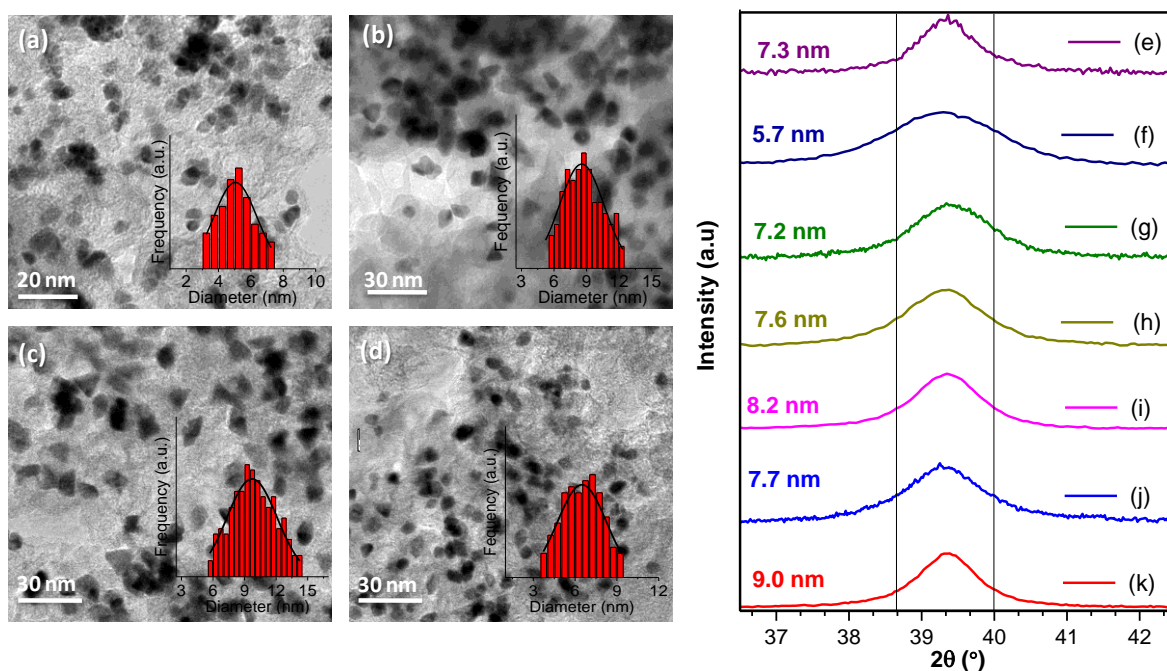 (a)
Frequency (a.u.)
2 4 6 8 10
Diameter (nm)
20 nm
(b)
Frequency (a.u.)
3 6 9 12 15
Diameter (nm)
30 nm
(c)
Frequency (a.u.)
3 6 9 12 15
Diameter (nm)
30 nm
(d)
Frequency (a.u.)
3 6 9 12
Diameter (nm)
30 nm
Intensity (a.u)
7.3 nm (e)
5.7 nm (f)
7.2 nm (g)
7.6 nm (h)
8.2 nm (i)
7.7 nm (j)
9.0 nm (k)
37 38 39 40 41 42
2θ (°)